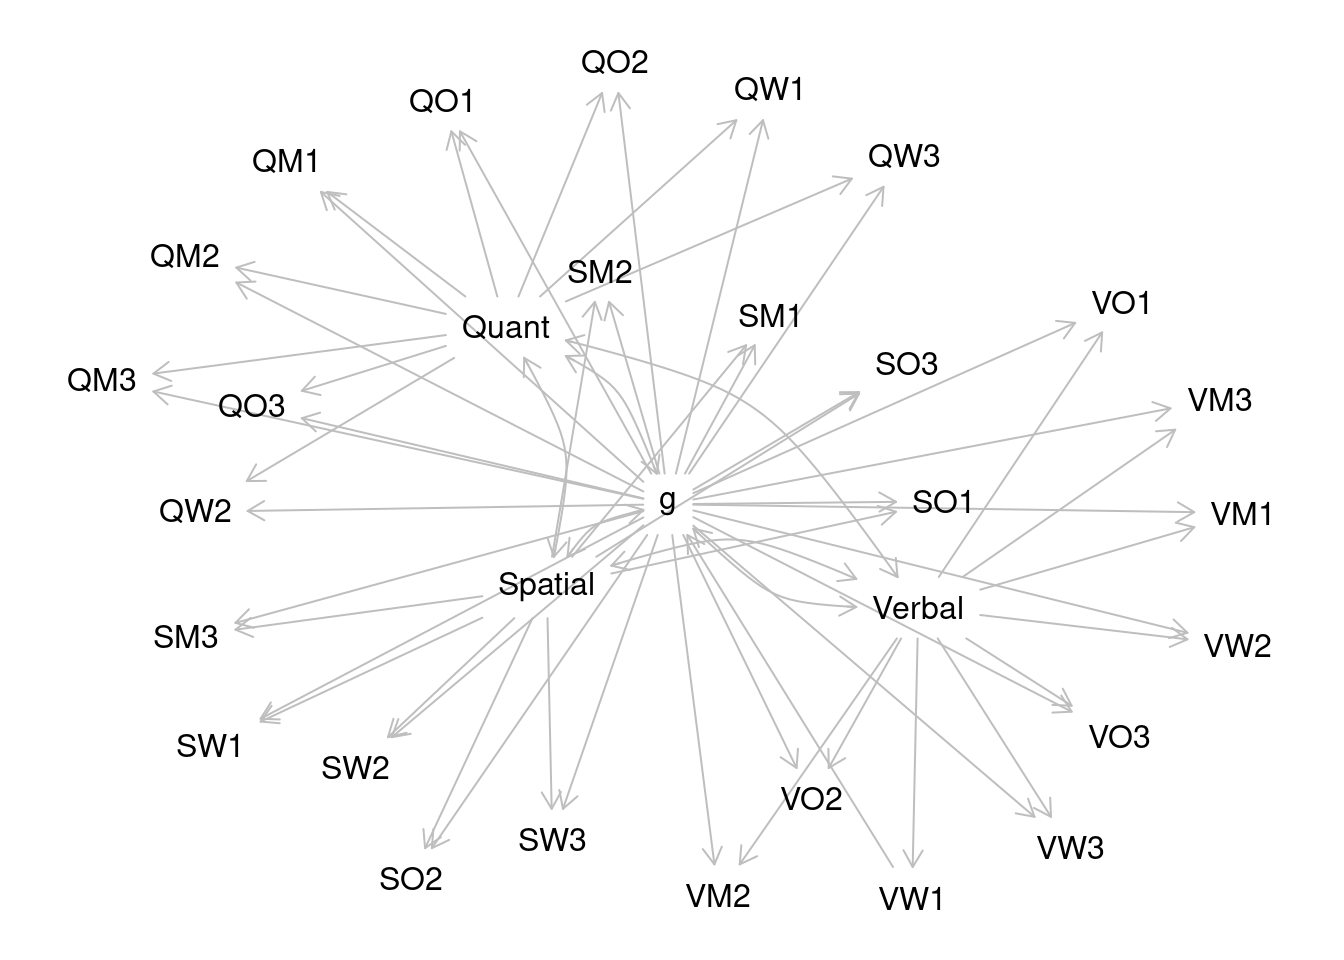 QO2
QW1
QO1
QW3
QM1
QM2
SM2
VO1
SM1
Quant
SO3
QM3
VM3
QO3
g
SO1
QW2
VM1
Spatial
Verbal
SM3
VW2
VO3
SW1
SW2
VO2
SW3
VW3
SO2
VM2
VW1